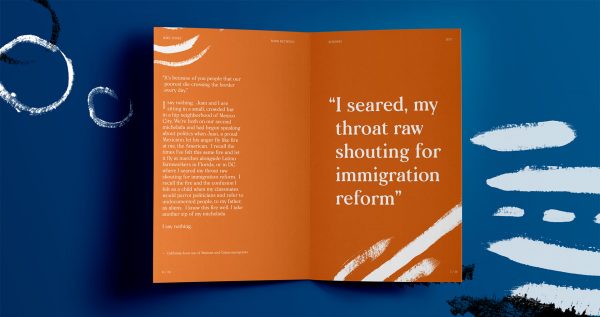 "It's because of you people that our
poorest die crossing the border
every day."
I say nothing. Juan and I are
sitting in a small, crowded bar
in a hip neighborhood of Mexico
City. We're both on our second
michelada and had begun speaking
about politics when Juan, a proud
Mexicano, let his anger fly like fire
at me, the American. I recall the
times I've felt this same fire and let
it fly at marches alongside Latino
farmworkers in Florida, or in DC
where I seared my throat raw
shouting for immigration reform. I
recall the fire and the confusion I
felt as a child when my classmates
would parrot politicians and refer to
undocumented people, to my father,
as aliens. I know this fire well. I take
another sip of my michelada.
I say nothing.
“I seared, my
throat raw
shouting for
immigration
reform”